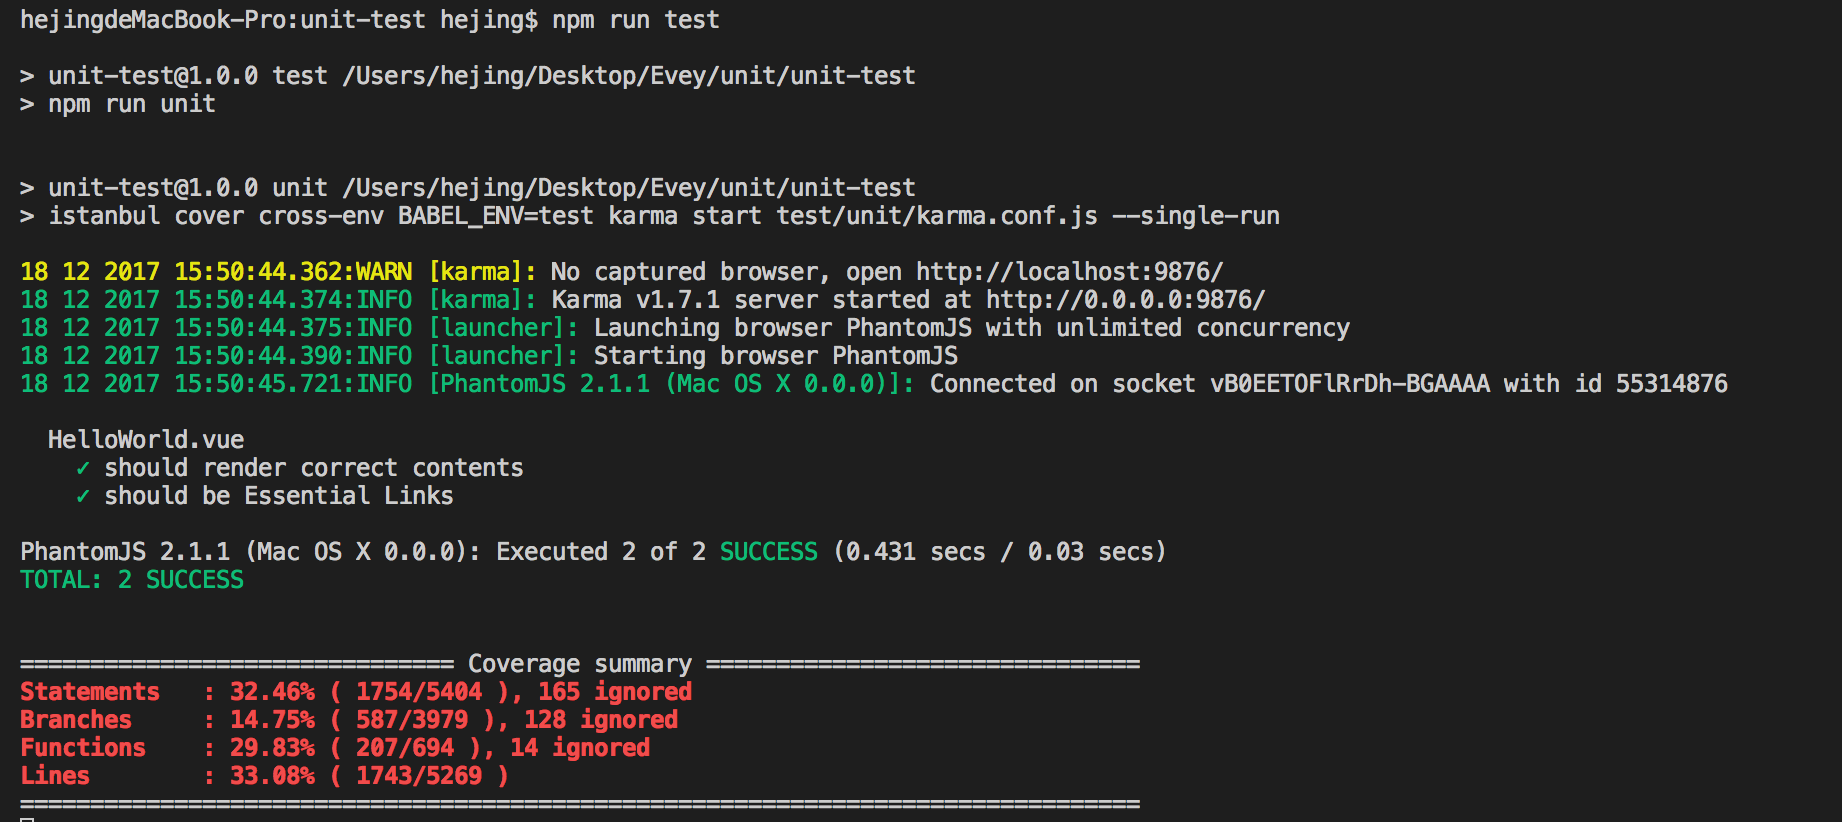 hejingdeMacBook-Pro:unit-test hejing$ npm run test
> unit-test@1.0.0 test /Users/hejing/Desktop/Evey/unit/unit-test
> npm run unit
> unit-test@1.0.0 unit /Users/hejing/Desktop/Evey/unit/unit-test
> istanbul cover cross-env BABEL_ENV=test karma start test/unit/karma.conf.js --single-run
18 12 2017 15:50:44.362:WARN [karma]: No captured browser, open http://localhost:9876/
18 12 2017 15:50:44.374:INFO [karma]: Karma v1.7.1 server started at http://0.0.0.0:9876/
18 12 2017 15:50:44.375:INFO [launcher]: Launching browser PhantomJS with unlimited concurrency
18 12 2017 15:50:44.390:INFO [launcher]: Starting browser PhantomJS
18 12 2017 15:50:45.721:INFO [PhantomJS 2.1.1 (Mac OS X 0.0.0)]: Connected on socket vB0EETOFlRrDh-BGAAAA with id 55314876
HelloWorld.vue
✓ should render correct contents
✓ should be Essential Links
PhantomJS 2.1.1 (Mac OS X 0.0.0): Executed 2 of 2 SUCCESS (0.431 secs / 0.03 secs)
TOTAL: 2 SUCCESS
=============================== Coverage summary ===============================
Statements : 32.46% ( 1754/5404 ), 165 ignored
Branches : 14.75% ( 587/3979 ), 128 ignored
Functions : 29.83% ( 207/694 ), 14 ignored
Lines : 33.08% ( 1743/5269 )
================================================================================